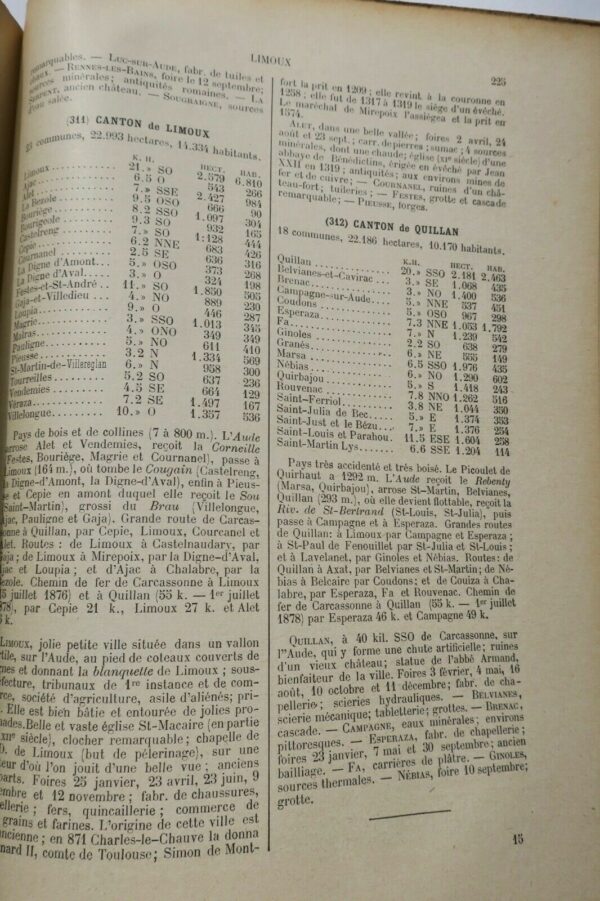 LIMOUX
225
remarquables. — LUC-SUR-AUDE, fabr. de tuiles et
chaux. — RENNES-LES-BAINS, foire le 12 septembre;
sources minérales; antiquités romaines. — LA
SERPENT, ancien château. — SOUGRAIGNE, sources
d'eau salée.
(311) CANTON de LIMOUX
23 communes, 22.993 hectares, 14.334 habitants.
K. H. HECT. HAB.
Limoux 21.» SO 2.579 6.810
Ajac 6.5 O 543 266
Alet 7.» SSE 2.427 984
La Bezole 9.5 OSO 666 90
Bouriège 8.2 SSO 1.097 304
Bourigeole 9.3 SO 932 165
Castelreng 7.» SO 1.128 444
Cépie 6.2 NNE 683 426
Cournanel 2.5 SE 636 316
La Digne d'Amont 5.» OSO 373 268
La Digne d'Aval 3.» O 324 198
Festes-et-St-André 11.» SO 1.850 505
Gaja-et-Villedieu 4.» NO 889 230
Loupia 9.» O 446 287
Magrie 3.» SSO 1.013 345
Malras 4.» ONO 349 349
Pauligne 5.» NO 611 410
Pieusse 3.2 N 1.334 569
St-Martin-de-Villereglan 6.» N 958 300
Tourreilles 5.2 SO 637 236
Vendemies 4.5 SE 664 129
Véraza 7.2 SE 1.497 167
Villelongue 10.» O 1.357 536
Pays de bois et de collines (7 à 800 m.). L'Aude
arrose Alet et Vendemies, reçoit la Corneille
(Festes, Bouriège, Magrie et Cournanel), passe à
Limoux (164 m.), où tombe le Cougain (Castelreng,
la Digne-d'Amont, la Digne-d'Aval), enfin à Pieus-
se et Cepie en amont duquel elle reçoit le Sou
(Saint-Martin), grossi du Brau (Villelongue,
Ajac, Pauligne et Gaja). Grande route de Carcas-
sonne à Quillan, par Cepie, Limoux, Courcanel et
Alet. Routes : de Limoux à Castelnaudary, par
Gaja; de Limoux à Mirepoix, par la Digne-d'Aval,
Ajac et Loupia ; et d'Ajac à Chalabre, par la
Bezole. Chemin de fer de Carcassonne à Limoux
juillet 1876) et à Quillan (55 k. — 1er juillet
1878), par Cepie 21 k., Limoux 27 k. et Alet
k.
LIMOUX, jolie petite ville située dans un vallon
fertile, sur l'Aude, au pied de coteaux couverts de
vignes et donnant la blanquette de Limoux ; sous-
préfecture, tribunaux de 1re instance et de com-
merce, société d'agriculture, asile d'aliénés; pri-
. Elle est bien bâtie et entourée de jolies pro-
menades. Belle et vaste église St-Macaire (en partie
XIIe siècle), clocher remarquable; chapelle de
N.-D. de Limoux (but de pélerinage), sur une
hauteur d'où l'on jouit d'une belle vue; anciens
remparts. Foires 25 janvier, 23 avril, 23 juin, 9
septembre et 12 novembre; fabr. de chaussures,
chapellerie; fers, quincaillerie; commerce de
grains et farines. L'origine de cette ville est
ancienne; en 871 Charles-le-Chauve la donna
Bernard II, comte de Toulouse; Simon de Mont-
fort la prit en 1209; elle revint à la couronne en
1258; elle fut de 1317 à 1319 le siège d'un évêché.
Le maréchal de Mirepoix l'assiégea et la prit en
1574.
ALET, dans une belle vallée; foires 2 avril, 24
août et 23 sept.; carr. de pierres; sumac; 4 sources
minérales, dont une chaude; église (XIe siècle) d'une
abbaye de Bénédictins, érigée en évêché par Jean
XXII en 1319; antiquités; aux environs mines de
fer et de cuivre; — COURNANEL, ruines d'un châ-
teau-fort; tuileries; — FESTES, grotte et cascade
remarquable; — PIEUSSE, forges.
(312) CANTON de QUILLAN
18 communes, 22.186 hectares, 10.170 habitants.
K.H. HECT. HAB.
Quillan 20.» SSO 2.181 2.463
Belvianes-et-Cavirac 3.» SE 1.068 435
Brenac 3.» NO 1.400 536
Campagne-sur-Aude 5.» NNE 537 451
Coudons 5.» OSO 967 298
Esperaza 7.3 NNE 1.053 1.792
Fa 7.» N 1.239 542
Ginoles 2.2 SO 638 279
Granès 6.» NE 555 149
Marsa 6.5 SSO 1.976 435
Nébias 6.» NO 1.290 602
Quirbajou 5.» S 1.418 243
Rouvenac 7.8 NNO 1.262 516
Saint-Ferriol 3.8 NE 1.044 350
Saint-Julia de Bec 5.» E 1.374 353
Saint-Just et le Bézu 7.» E 1.376 254
Saint-Louis et Parahou 11.5 ESE 1.604 258
Saint-Martin Lys 6.6 SSE 1.204 114
Pays très accidenté et très boisé. Le Picoulet de
Quirhaut a 1292 m. L'Aude reçoit le Rebenty
(Marsa, Quirbajou), arrose St-Martin, Belvianes,
Quillan (293 m.), où elle devient flottable, reçoit la
Riv. de St-Bertrand (St-Louis, St-Julia), puis
passe à Campagne et à Esperaza. Grandes routes
de Quillan: à Limoux par Campagne et Esperaza;
à St-Paul de Fenouillet par St-Julia et St-Louis;
et à Lavelanet, par Ginoles et Nébias. Routes: de
Quillan à Axat, par Belvianes et St-Martin; de Né-
bias à Belcaire par Coudons; et de Couiza à Cha-
labre, par Esperaza, Fa et Rouvenac. Chemin de
fer de Carcassonne à Quillan (55 k. — 1er juillet
1878) par Esperaza 46 k. et Campagne 49 k.
QUILLAN, à 40 kil. SSO de Carcassonne, sur
l'"Aude, qui y forme une chute artificielle; ruines
d'un vieux château; statue de l'abbé Armand,
bienfaiteur de la ville. Foires 3 février, 4 mai, 16
août, 10 octobre et 11 décembre; fabr. de cha-
pellerie; scieries hydrauliques. — BELVIANES,
scierie mécanique; tabletterie; grottes. — BRENAC,
cascade. — CAMPAGNE, eaux minérales; environs
pittoresques. — ESPERAZA, fabr. de chapellerie;
foires 23 janvier, 7 mai et 30 septembre; ancien
bailliage. — FA, carrières de plâtre. — GINOLES,
sources thermales. — NÉBIAS, foire 10 septembre;
grotte.
15